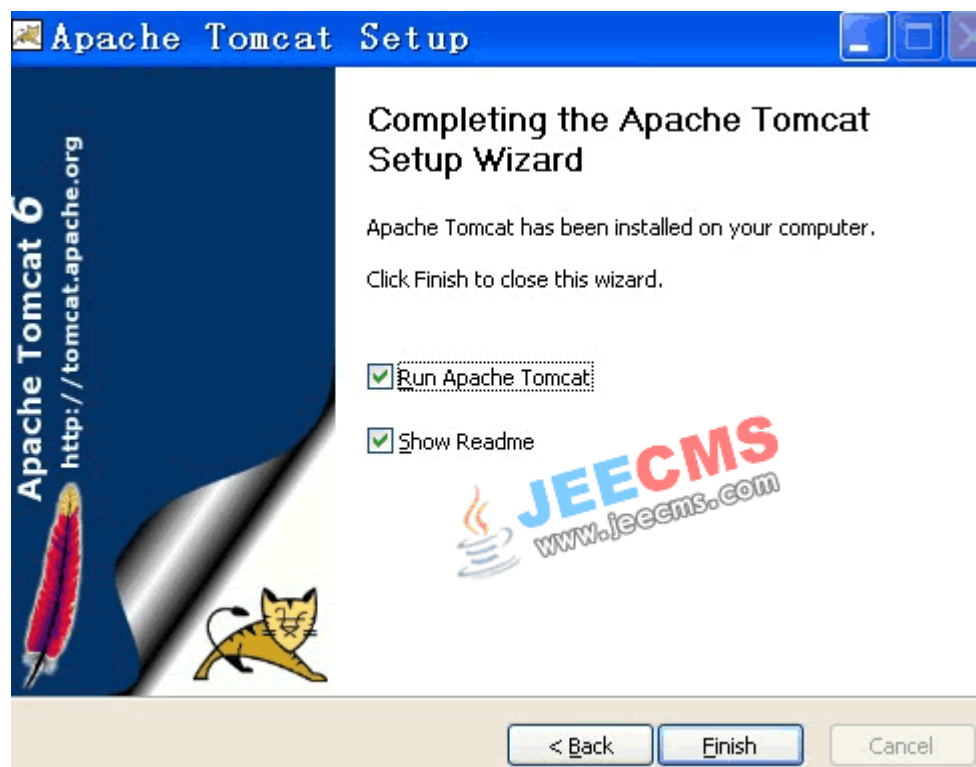 Apache Tomcat Setup
Apache Tomcat 6
http://tomcat.apache.org
Completing the Apache Tomcat
Setup Wizard
Apache Tomcat has been installed on your computer.
Click Finish to close this wizard.
Run Apache Tomcat
Show Readme
JEECMS
www.jeecms.com
< Back
Finish
Cancel